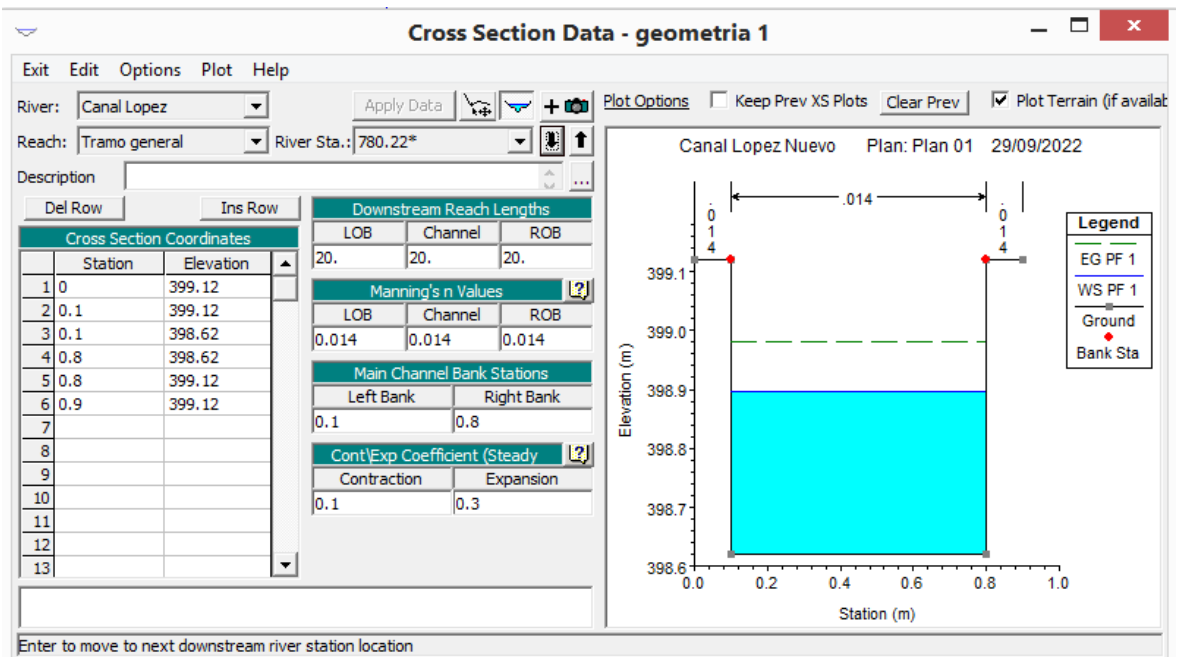 Cross Section Data - geometria 1
Exit Edit Options Plot Help
River: Canal Lopez Apply Data
Reach: Tramo general River Sta.: 780.22*
Description ...
Del Row Ins Row
Cross Section Coordinates
Station Elevation
1 0 399.12
2 0.1 399.12
3 0.1 398.62
4 0.8 398.62
5 0.8 399.12
6 0.9 399.12
7
8
9
10
11
12
13
Downstream Reach Lengths
LOB Channel ROB
20. 20. 20.
Manning's n Values
LOB Channel ROB
0.014 0.014 0.014
Main Channel Bank Stations
Left Bank Right Bank
0.1 0.8
Cont\Exp Coefficient (Steady
Contraction Expansion
0.1 0.3
Plot Options Keep Prev XS Plots Clear Prev Plot Terrain (if availab
Canal Lopez Nuevo Plan: Plan 01 29/09/2022
.014
.014
.014
Legend
EG PF 1
WS PF 1
Ground
Bank Sta
399.1
399.0
398.9
398.8
398.7
398.6
Elevation (m)
0.0 0.2 0.4 0.6 0.8 1.0
Station (m)
Enter to move to next downstream river station location